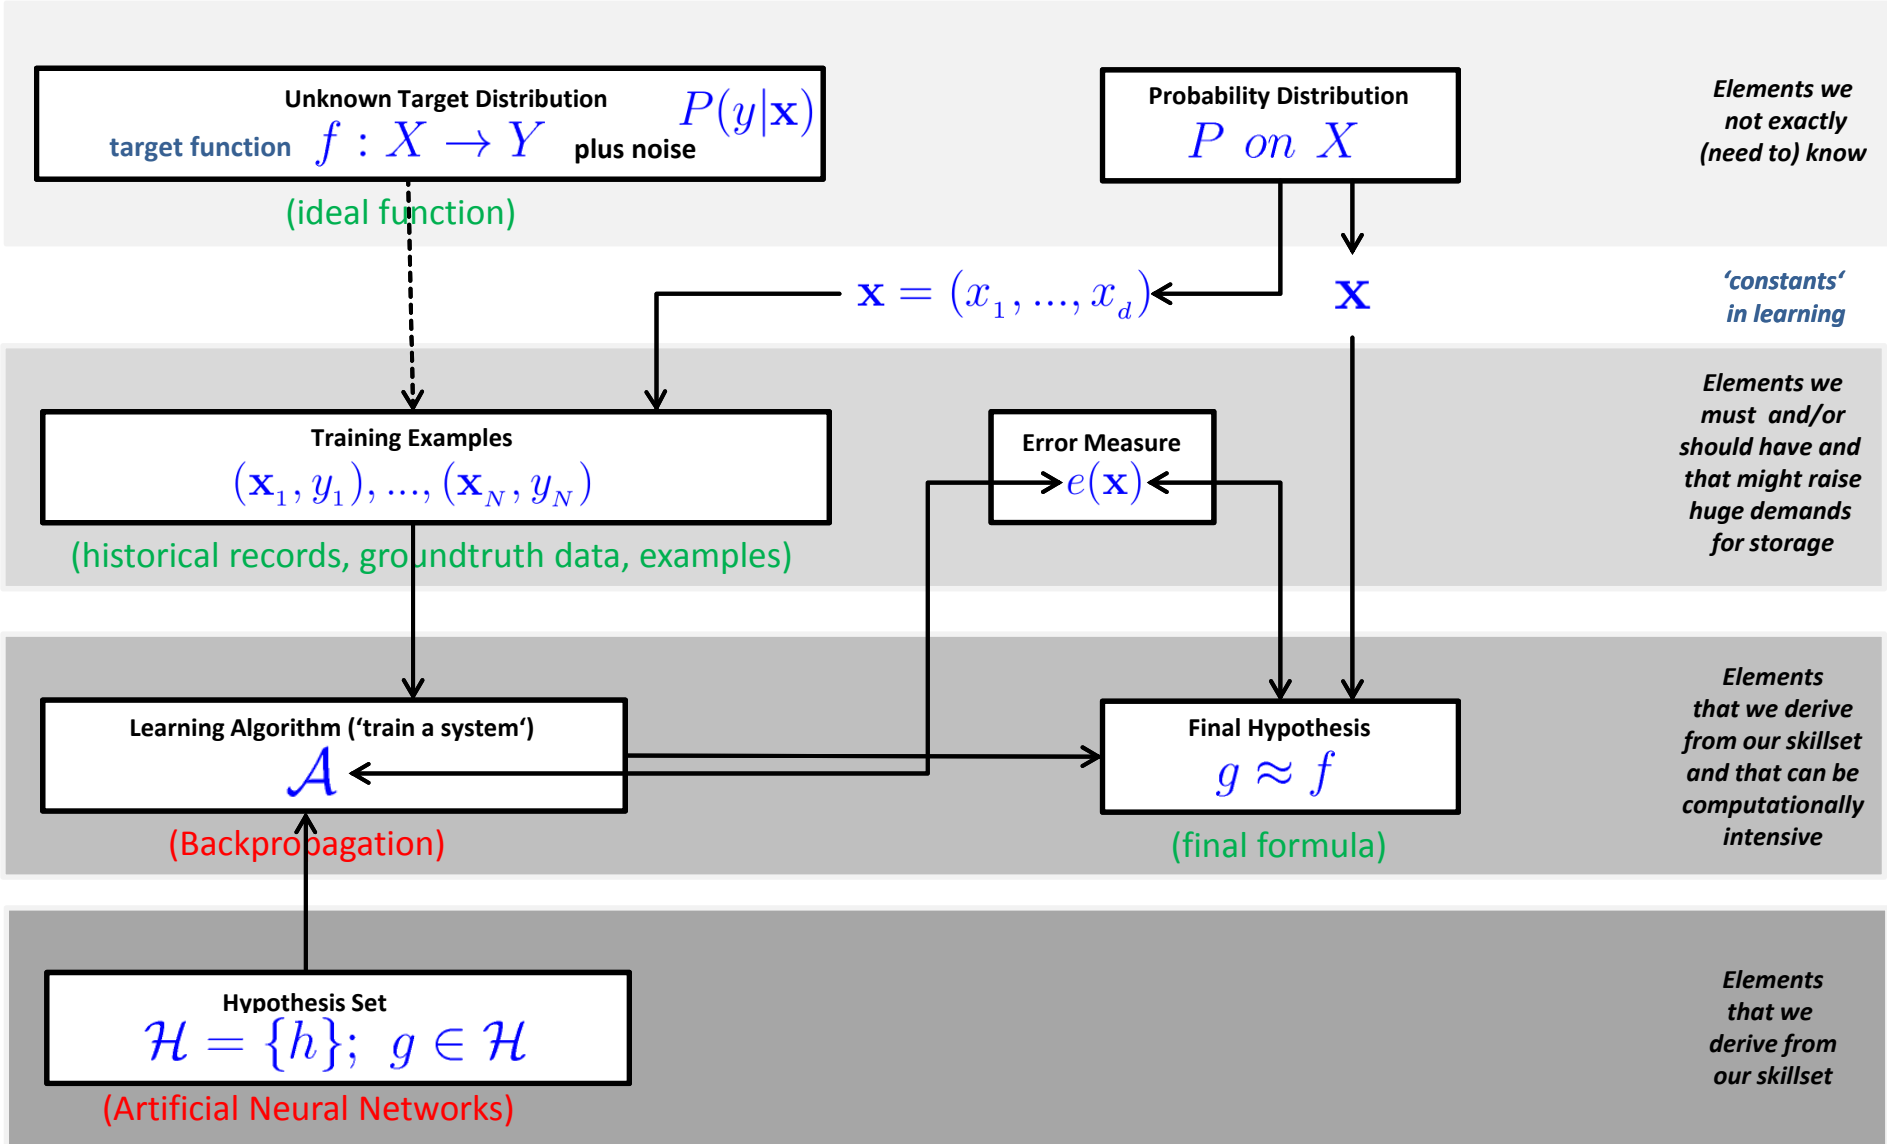 Unknown Target Distribution
target function f : X → Y plus noise P(y|x)
(ideal function)
Probability Distribution
P on X
Elements we
not exactly
(need to) know
x = (x₁, ..., x_d)
x
‘constants‘
in learning
Training Examples
(x₁, y₁), ..., (x_N, y_N)
(historical records, groundtruth data, examples)
Error Measure
e(x)
Elements we
must and/or
should have and
that might raise
huge demands
for storage
Learning Algorithm (‘train a system‘)
𝒜
(Backpropagation)
Final Hypothesis
g ≈ f
(final formula)
Elements
that we derive
from our skillset
and that can be
computationally
intensive
Hypothesis Set
ℋ = {h}; g ∈ ℋ
(Artificial Neural Networks)
Elements
that we
derive from
our skillset